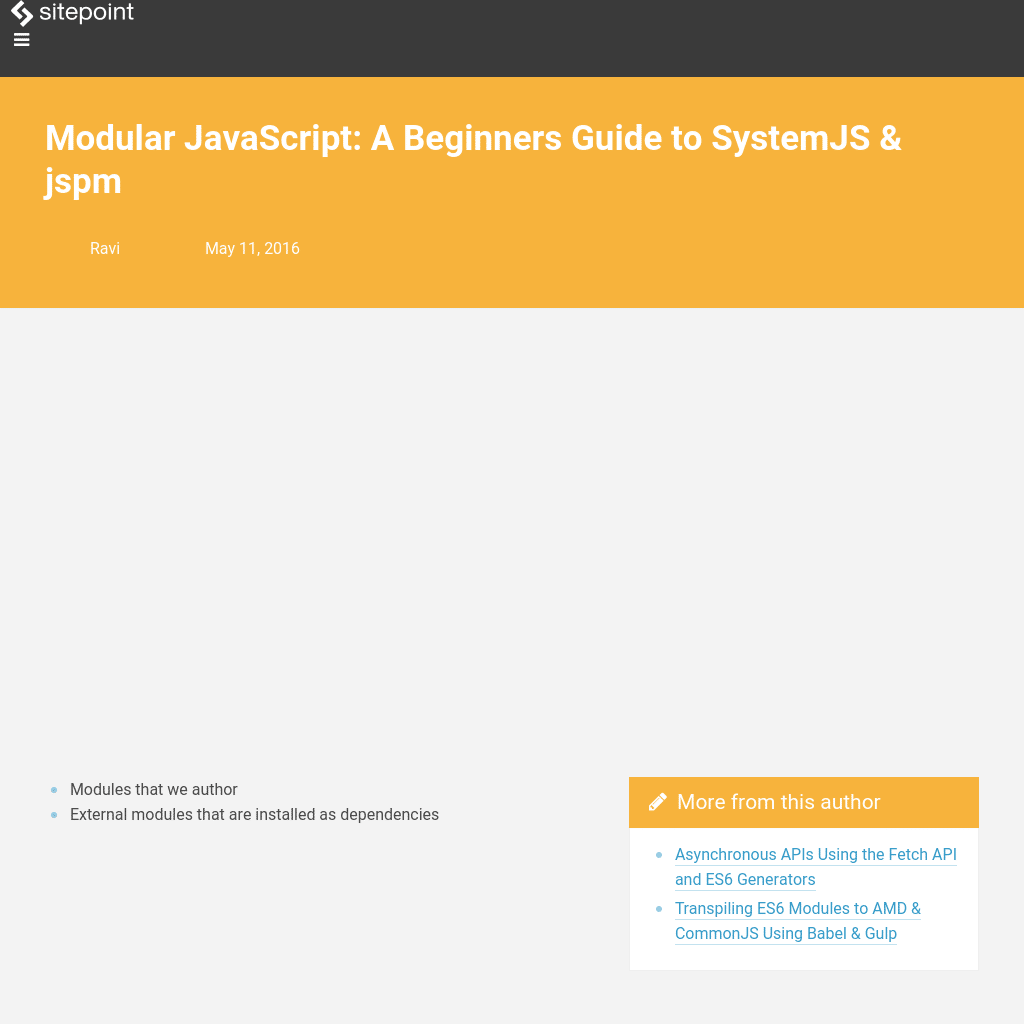 sitepoint
Modular JavaScript: A Beginners Guide to SystemJS &
jspm
Ravi
May 11, 2016
Modules that we author
External modules that are installed as dependencies
More from this author
Asynchronous APIs Using the Fetch API
and ES6 Generators
Transpiling ES6 Modules to AMD &
CommonJS Using Babel & Gulp